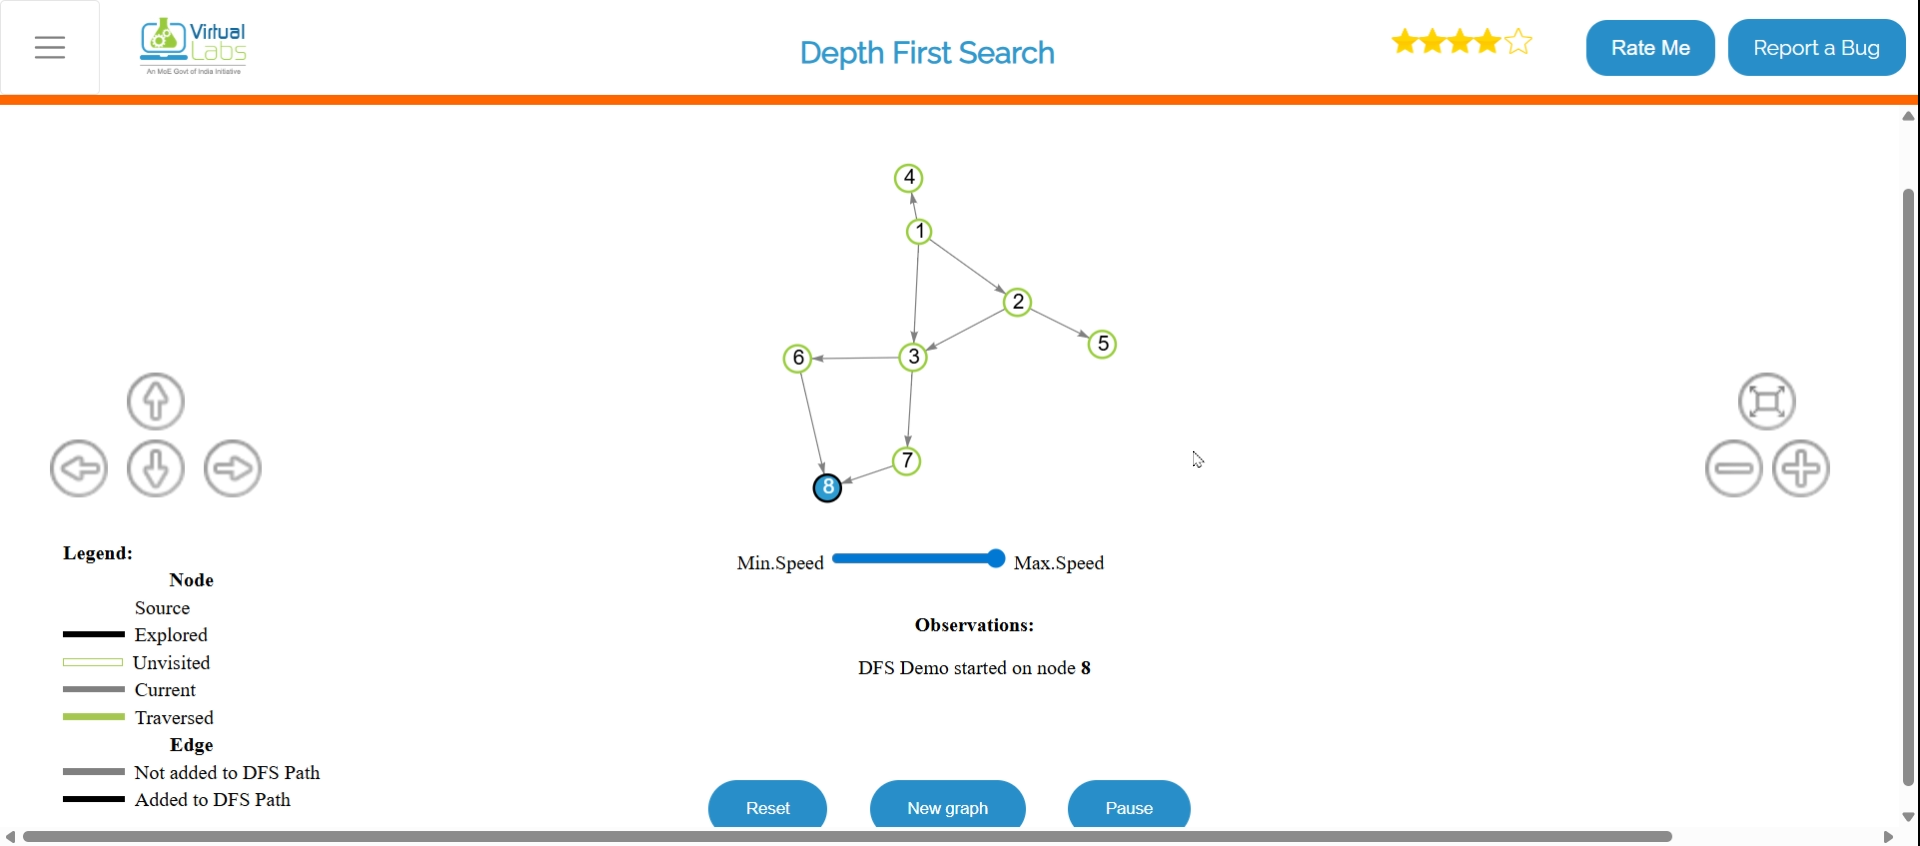 Virtual
Labs
An MoE Govt of India Initiative
Depth First Search
Rate Me
Report a Bug
4
1
2
5
6
3
7
8
Min.Speed
Max.Speed
Legend:
Node
Source
Explored
Unvisited
Current
Traversed
Edge
Not added to DFS Path
Added to DFS Path
Observations:
DFS Demo started on node 8
Reset
New graph
Pause